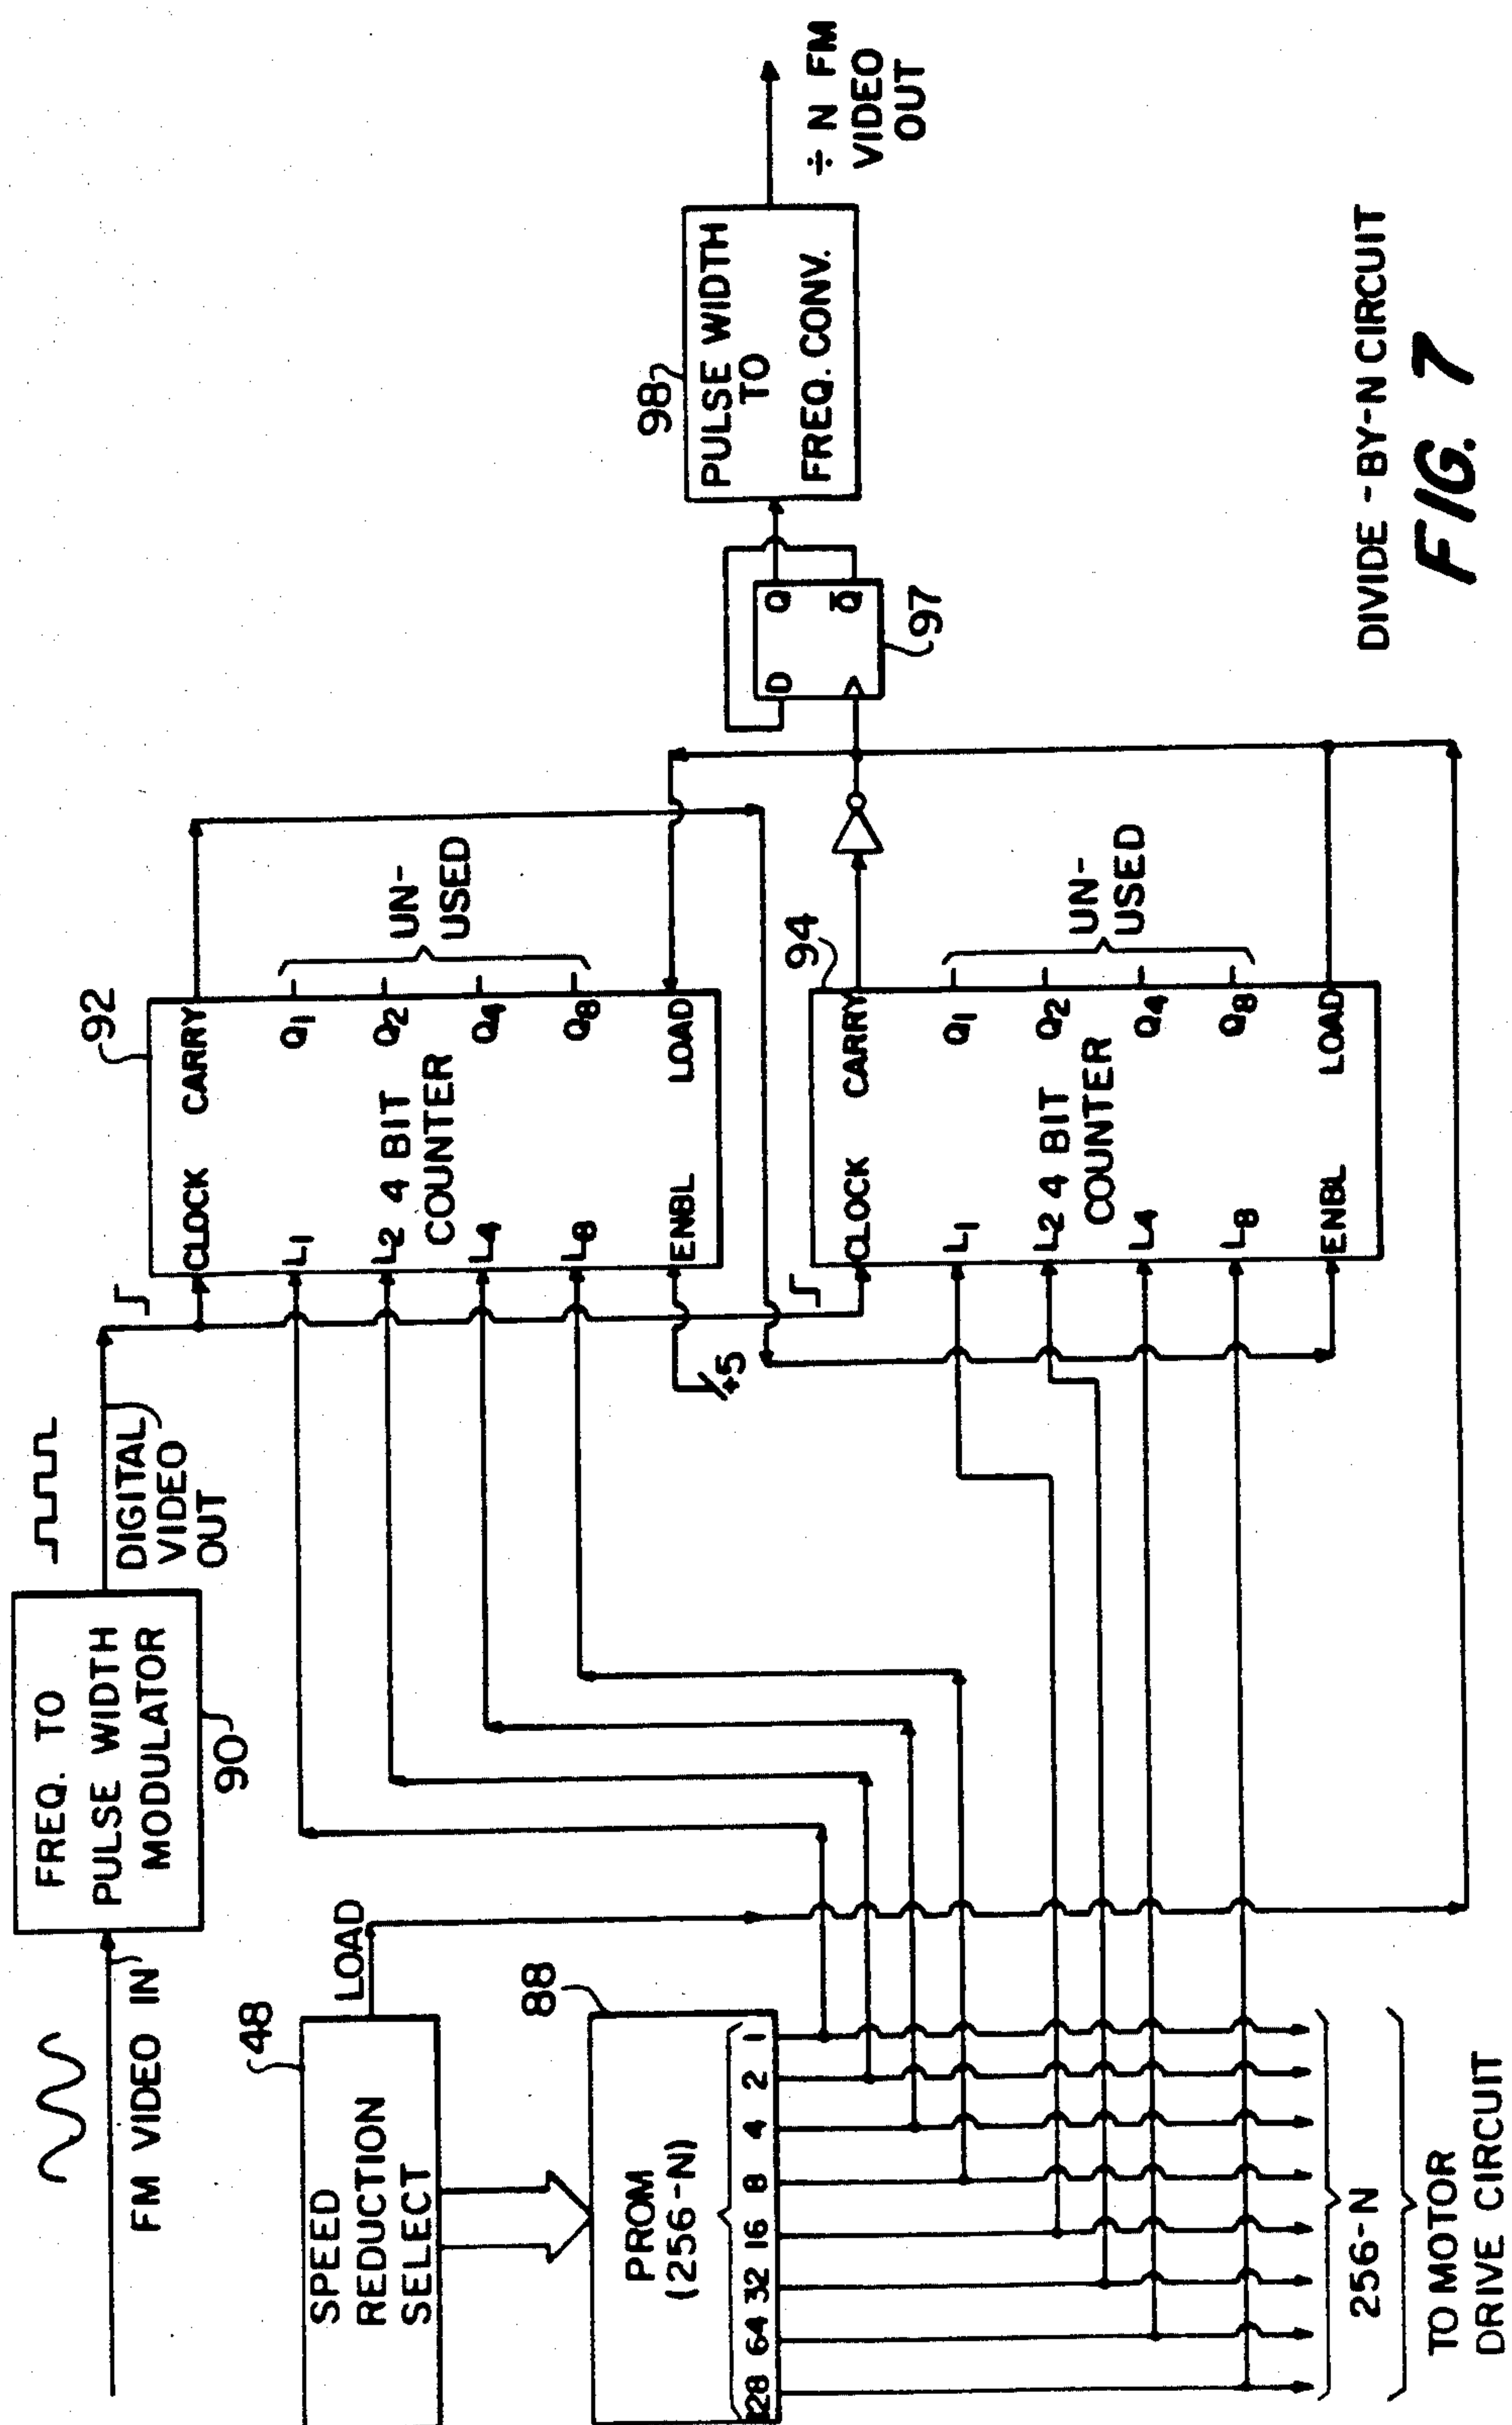 FM VIDEO IN
FREQ. TO
PULSE WIDTH
MODULATOR
90
DIGITAL
VIDEO
OUT
48
SPEED
REDUCTION
SELECT
LOAD
88
PROM
(256-N)
128 64 32 16 8 4 2 1
256-N
TO MOTOR
DRIVE CIRCUIT
92
CLOCK CARRY
L1 Q1
L2 4 BIT Q2
COUNTER
L4 Q4
L8 Q8
ENBL LOAD
UN-
USED
+5
94
CLOCK CARRY
L1 Q1
L2 4 BIT Q2
COUNTER
L4 Q4
L8 Q8
ENBL LOAD
UN-
USED
D Q
Q̅
97
98
PULSE WIDTH
TO
FREQ. CONV.
÷ N FM
VIDEO
OUT
DIVIDE-BY-N CIRCUIT
FIG. 7